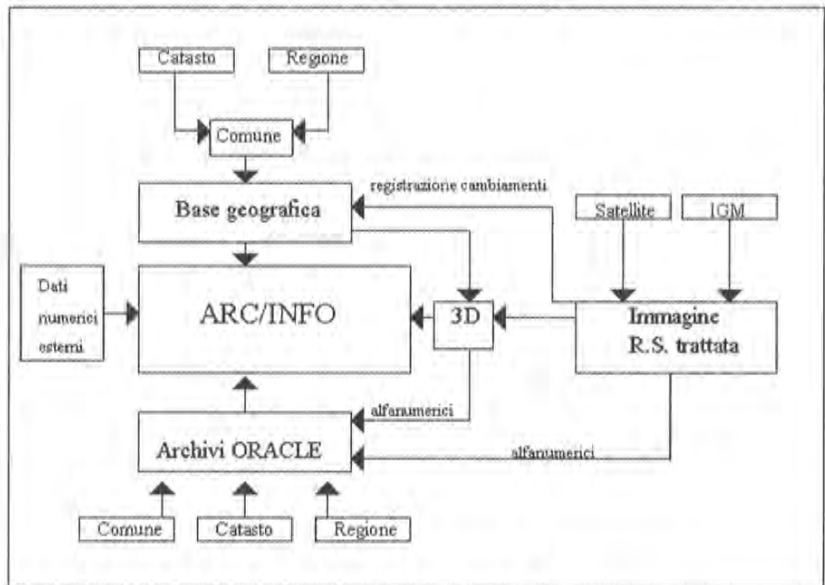 Catasto
Regione
Comune
registrazione cambiamenti
Base geografica
Satellite
IGM
Dati
numerici
esterni
ARC/INFO
3D
Immagine
R.S. trattata
alfanumerici
Archivi ORACLE
alfanumerici
Comune
Catasto
Regione